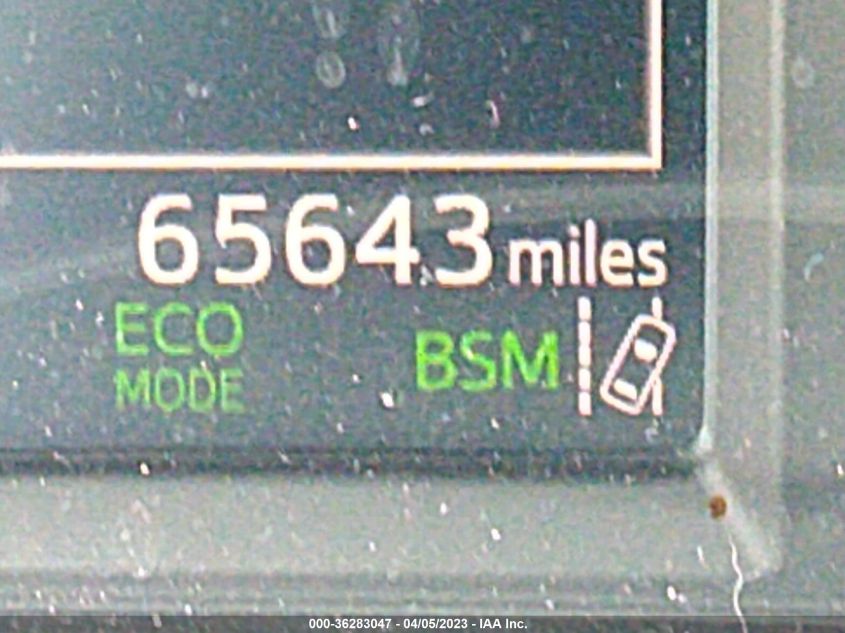 65643 miles
ECO
MODE
BSM
000-36283047 - 04/05/2023 - IAA Inc.